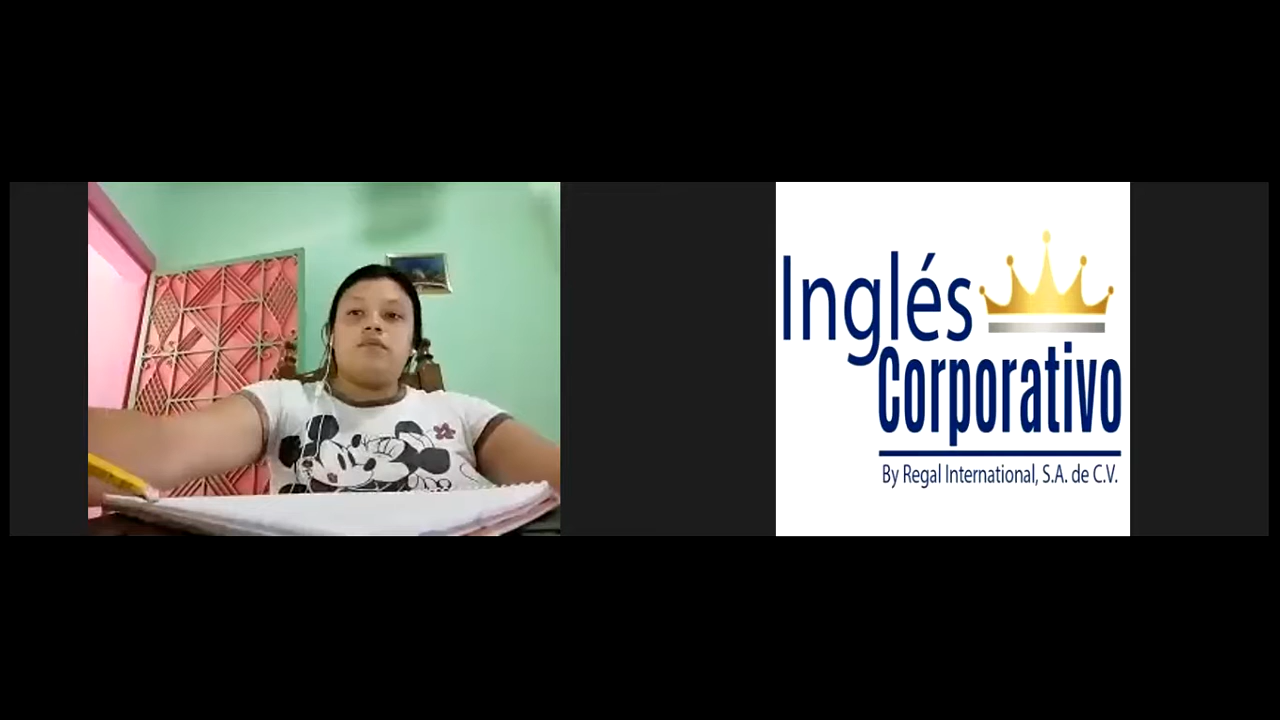 Inglés
Corporativo
By Regal International, S.A. de C.V.